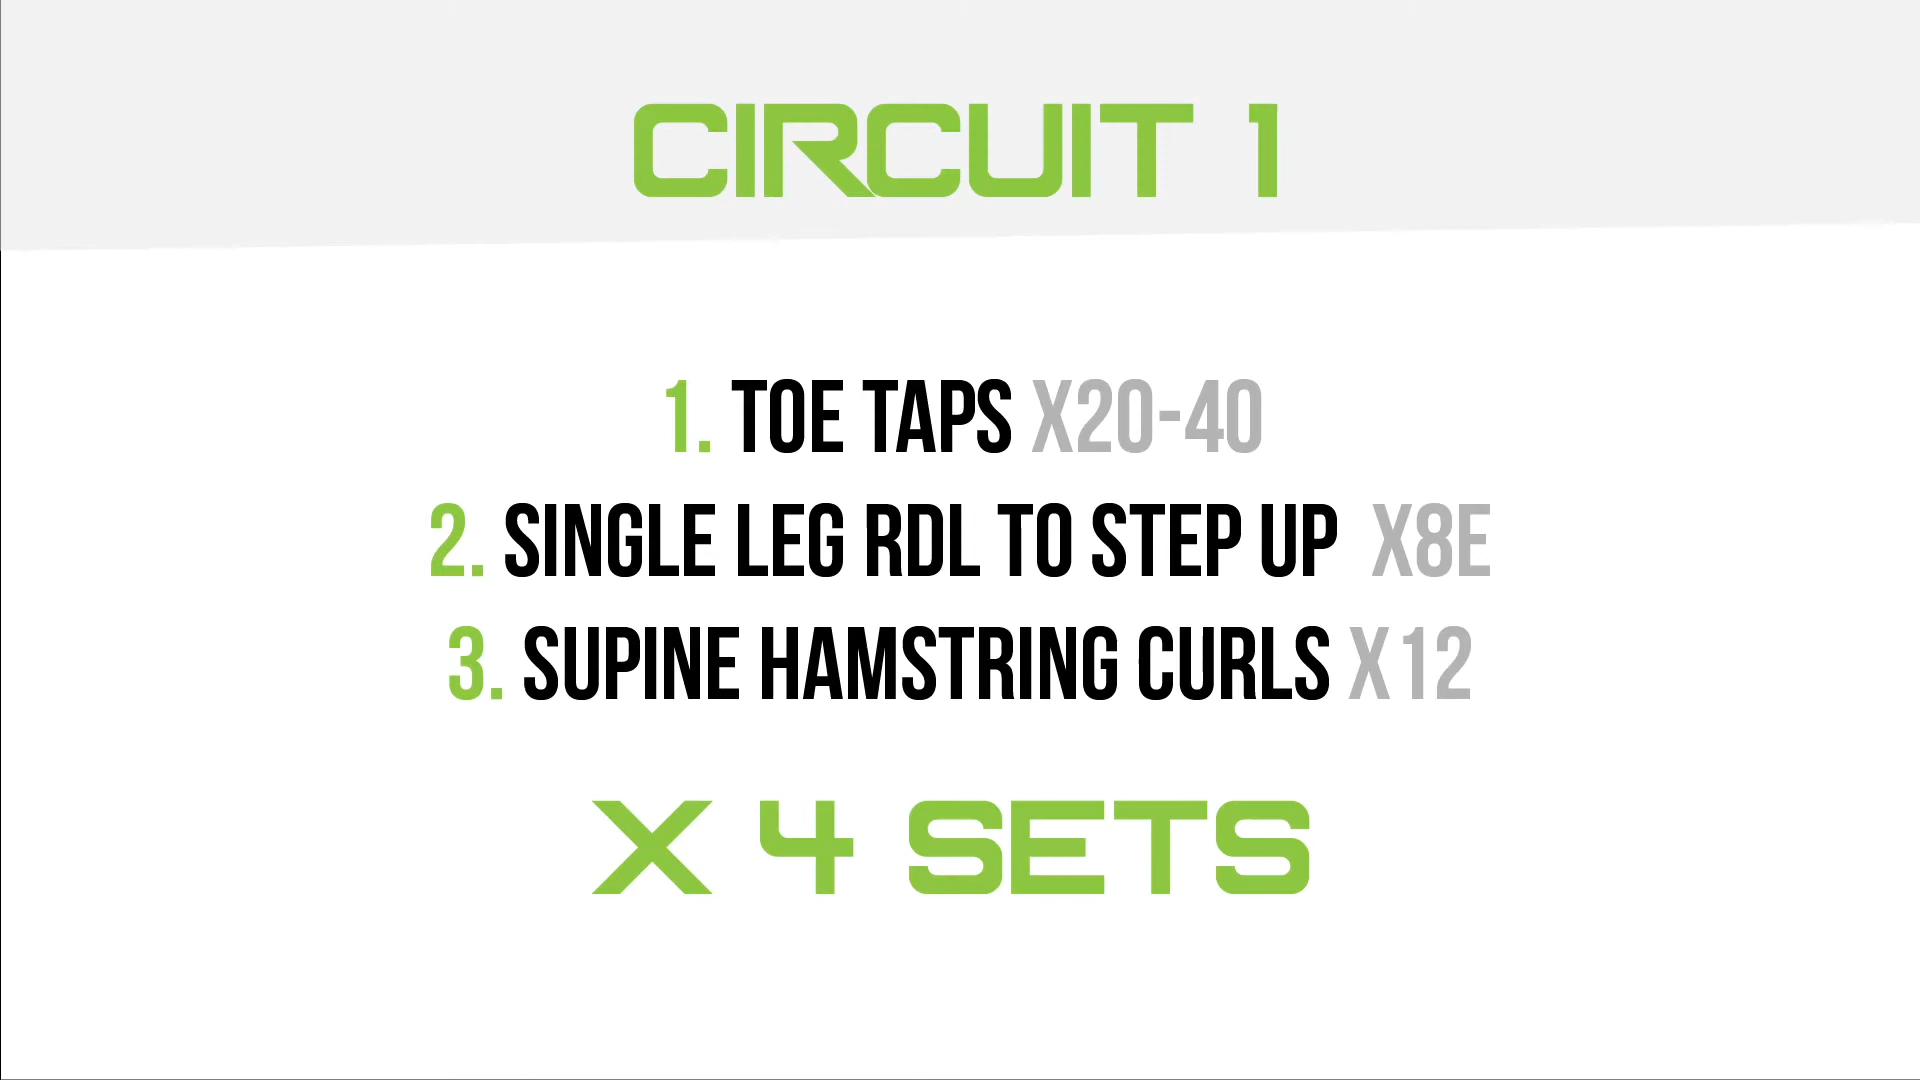 CIRCUIT 1
1. TOE TAPS X20-40
2. SINGLE LEG RDL TO STEP UP X8E
3. SUPINE HAMSTRING CURLS X12
X 4 SETS